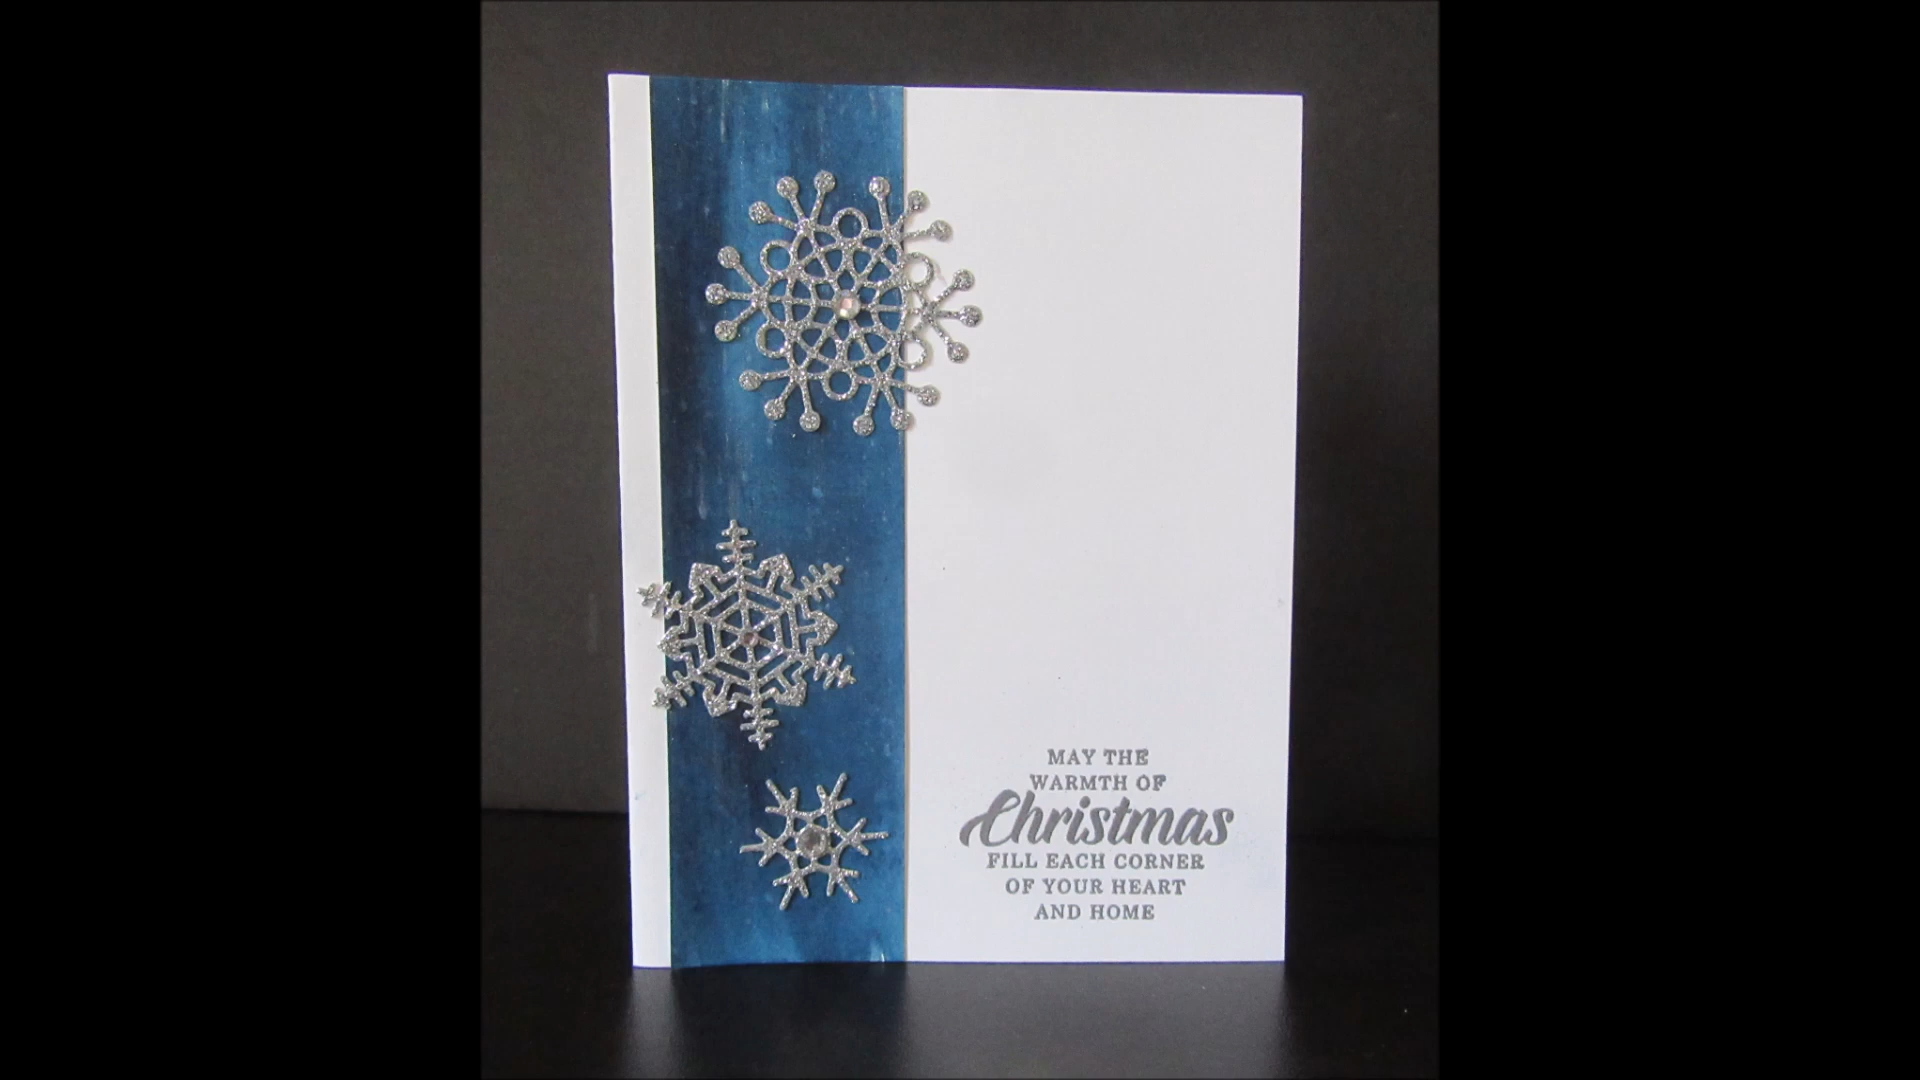 MAY THE
WARMTH OF
Christmas
FILL EACH CORNER
OF YOUR HEART
AND HOME